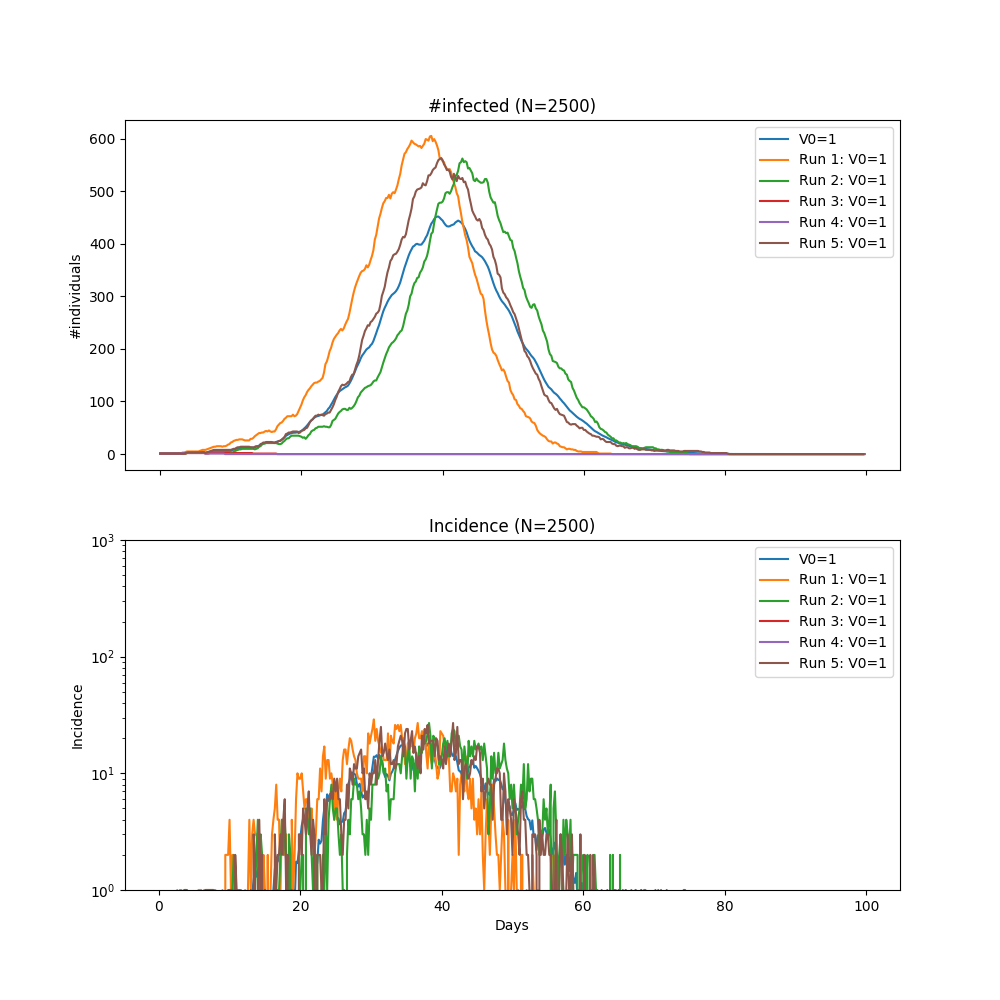 #infected (N=2500)
#individuals
600
500
400
300
200
100
0
V0=1
Run 1: V0=1
Run 2: V0=1
Run 3: V0=1
Run 4: V0=1
Run 5: V0=1
Incidence (N=2500)
Incidence
10³
10²
10¹
10⁰
V0=1
Run 1: V0=1
Run 2: V0=1
Run 3: V0=1
Run 4: V0=1
Run 5: V0=1
0 20 40 60 80 100
Days